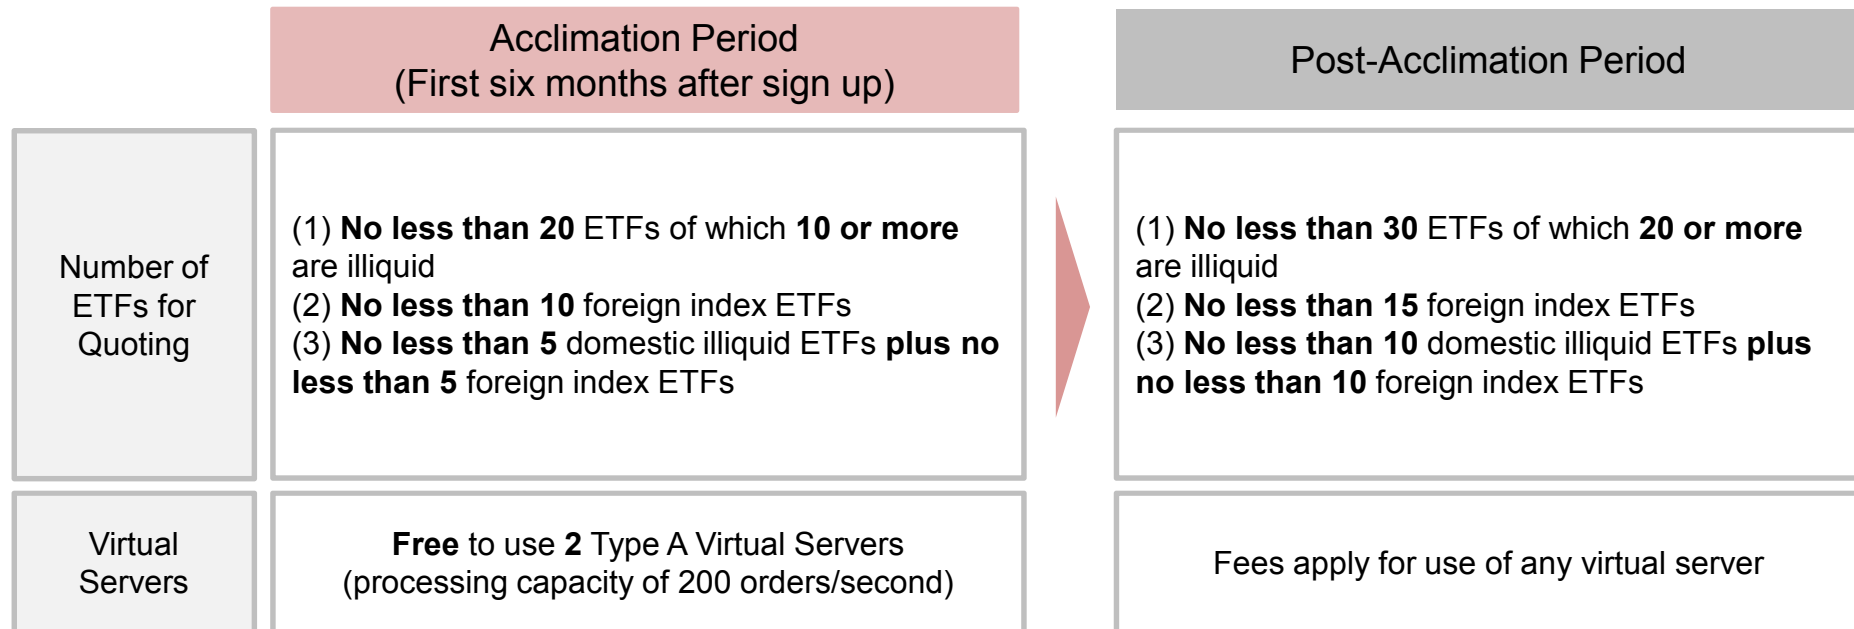 Acclimation Period
(First six months after sign up)
Post-Acclimation Period
Number of
ETFs for
Quoting
(1) No less than 20 ETFs of which 10 or more
are illiquid
(2) No less than 10 foreign index ETFs
(3) No less than 5 domestic illiquid ETFs plus no
less than 5 foreign index ETFs
(1) No less than 30 ETFs of which 20 or more
are illiquid
(2) No less than 15 foreign index ETFs
(3) No less than 10 domestic illiquid ETFs plus
no less than 10 foreign index ETFs
Virtual
Servers
Free to use 2 Type A Virtual Servers
(processing capacity of 200 orders/second)
Fees apply for use of any virtual server